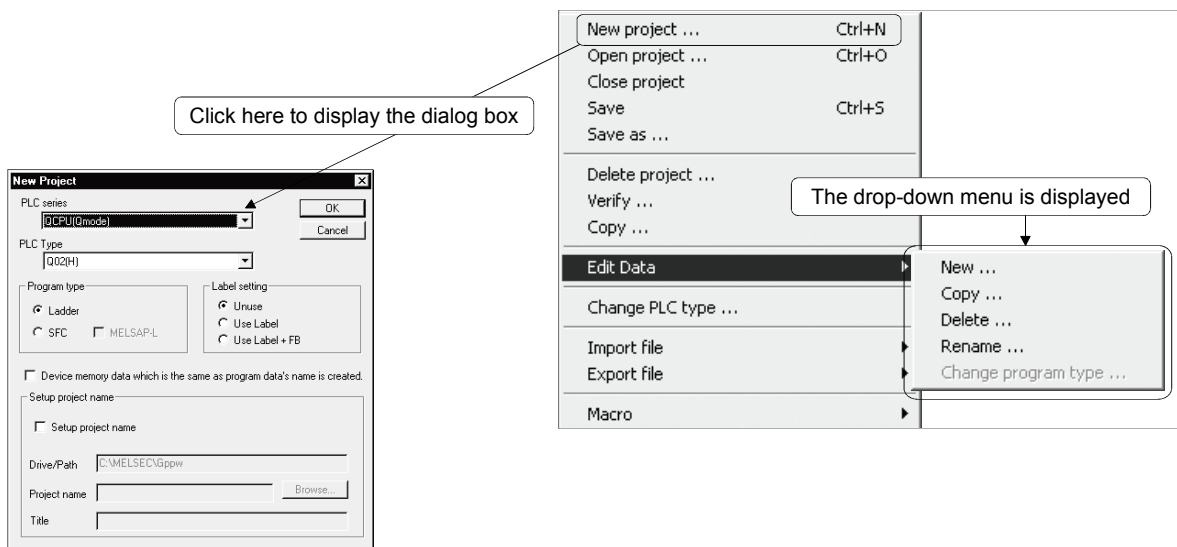 New project ... Ctrl+N
Open project ... Ctrl+O
Close project
Save Ctrl+S
Save as ...
Delete project ...
Verify ...
Copy ...
Edit Data
Change PLC type ...
Import file
Export file
Macro
Click here to display the dialog box
The drop-down menu is displayed
New ...
Copy ...
Delete ...
Rename ...
Change program type ...
New Project
PLC series
QCPU(Qmode)
OK
Cancel
PLC Type
Q02(H)
Program type
Ladder
SFC MELSAP-L
Label setting
Unuse
Use Label
Use Label + FB
Device memory data which is the same as program data's name is created.
Setup project name
Setup project name
Drive/Path C:\MELSEC\Gppw
Project name Browse...
Title